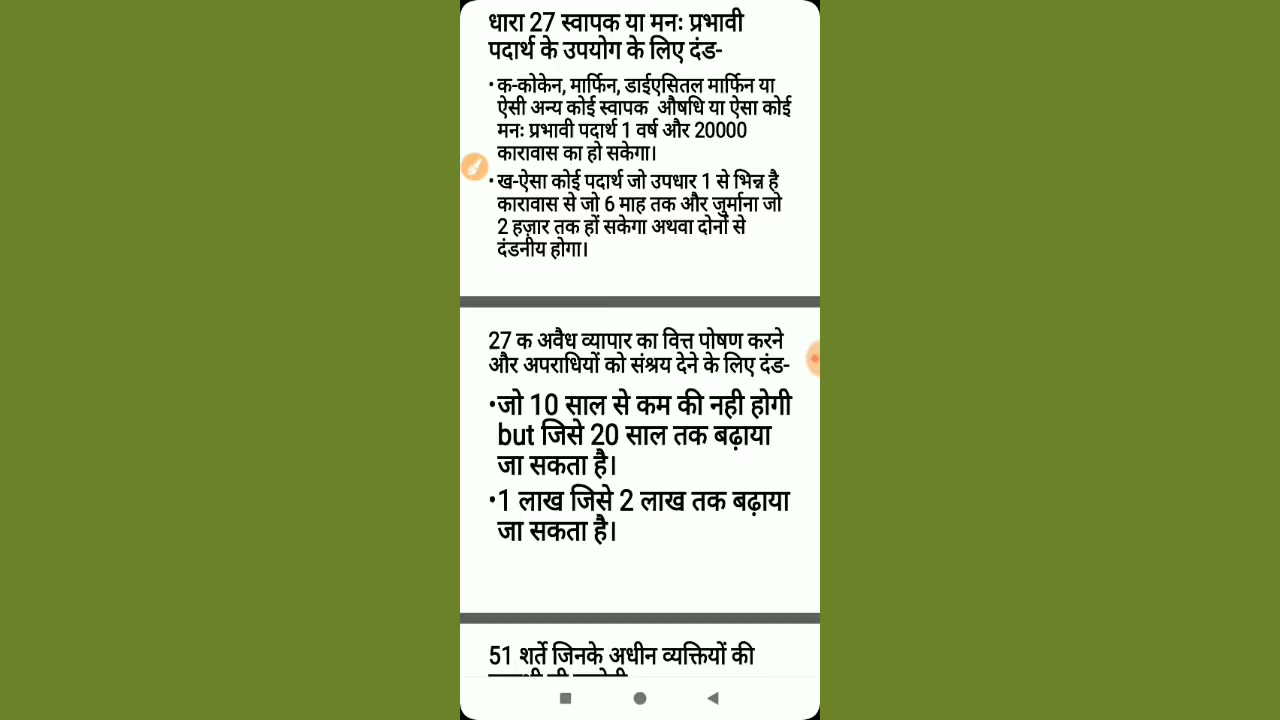 धारा 27 स्वापक या मनः प्रभावी
पदार्थ के उपयोग के लिए दंड-
•क-कोकेन, मार्फिन, डाईएसितल मार्फिन या
ऐसी अन्य कोई स्वापक औषधि या ऐसा कोई
मनः प्रभावी पदार्थ 1 वर्ष और 20000
कारावास का हो सकेगा।
•ख-ऐसा कोई पदार्थ जो उपधार 1 से भिन्न है
कारावास से जो 6 माह तक और जुर्माना जो
2 हज़ार तक हों सकेगा अथवा दोनों से
दंडनीय होगा।
27 क अवैध व्यापार का वित्त पोषण करने
और अपराधियों को संश्रय देने के लिए दंड-
•जो 10 साल से कम की नही होगी
but जिसे 20 साल तक बढ़ाया
जा सकता है।
•1 लाख जिसे 2 लाख तक बढ़ाया
जा सकता है।
51 शर्ते जिनके अधीन व्यक्तियों की